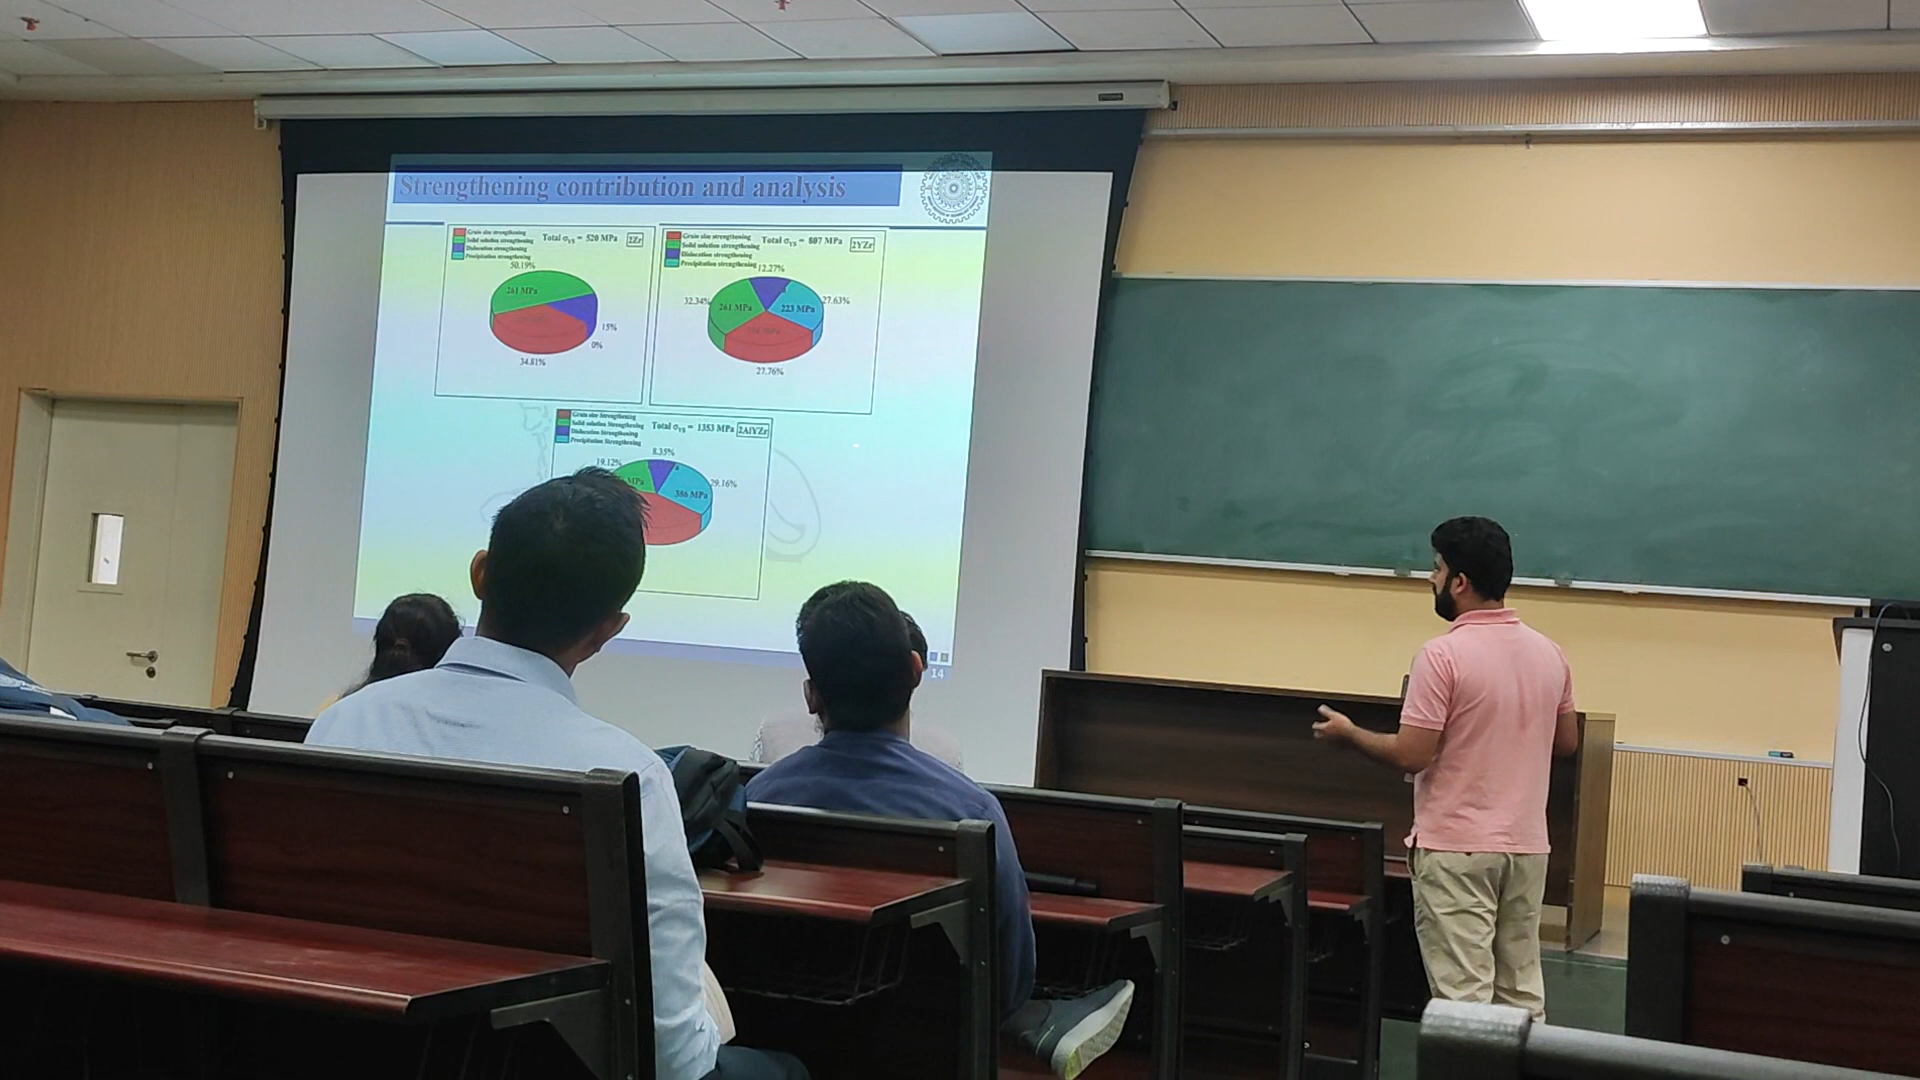 Strengthening contribution and analysis
Grain size strengthening
Solid solution strengthening
Dislocation strengthening
Precipitation strengthening
Total σYS = 520 MPa
2Zr
50.19%
261 MPa
15%
0%
34.81%
Grain size strengthening
Solid solution strengthening
Dislocation strengthening
Precipitation strengthening
Total σYS = 807 MPa
2YZr
12.27%
32.34%
27.63%
261 MPa
223 MPa
27.76%
Grain size Strengthening
Solid solution Strengthening
Dislocation Strengthening
Precipitation Strengthening
Total σYS = 1353 MPa
2AlYZr
8.35%
19.12%
29.16%
MPa
386 MPa
14